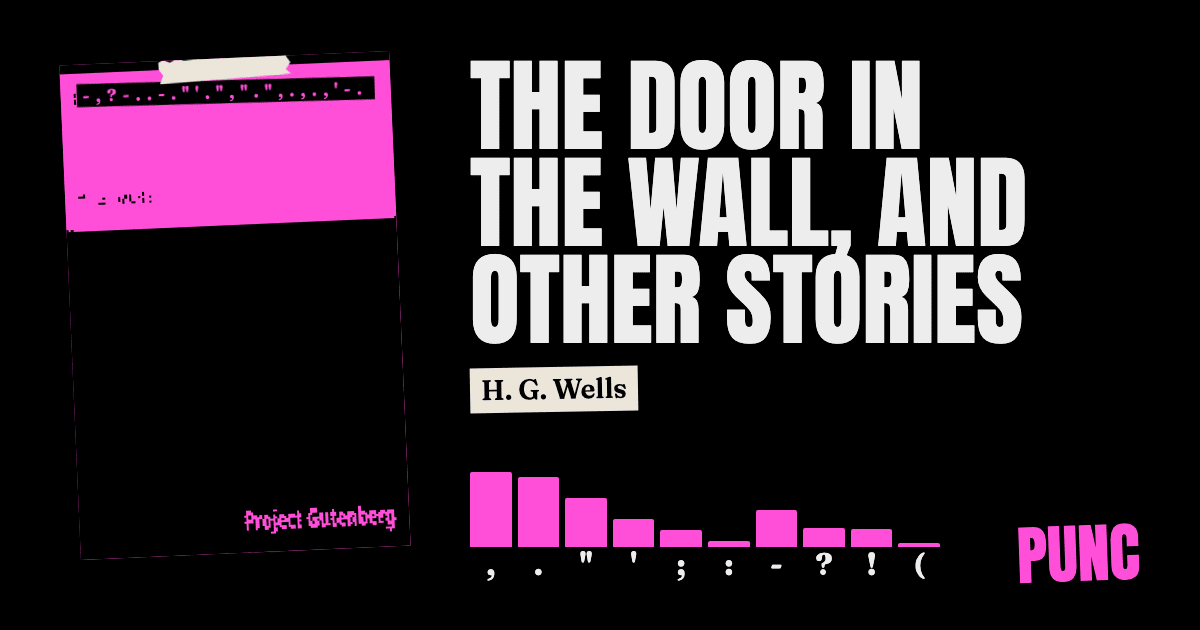 :-,?-..-."'.",".",.,.,'-.
Project Gutenberg
THE DOOR IN
THE WALL, AND
OTHER STORIES
H. G. Wells
, . " ' ; : - ? ! (
PUNC